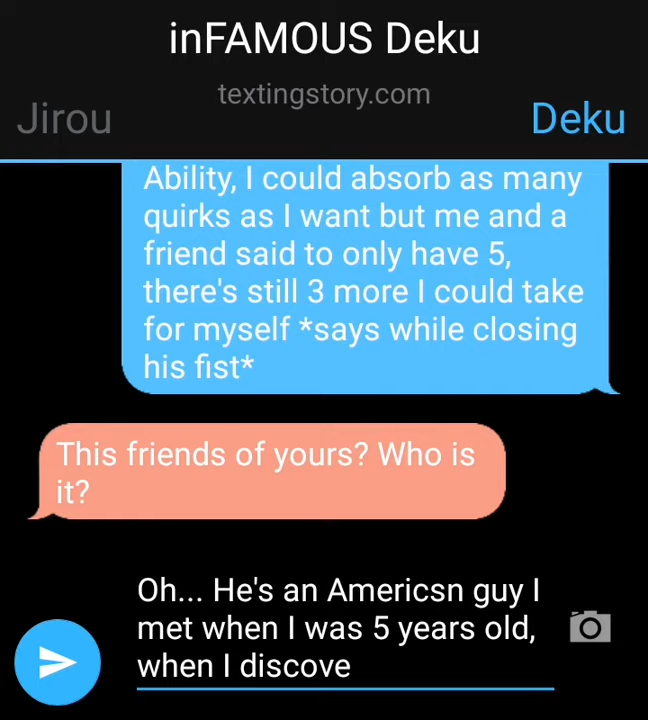 inFAMOUS Deku
textingstory.com
Jirou
Deku
Ability, I could absorb as many
quirks as I want but me and a
friend said to only have 5,
there's still 3 more I could take
for myself *says while closing
his fist*
This friends of yours? Who is
it?
Oh... He's an Americsn guy I
met when I was 5 years old,
when I discove